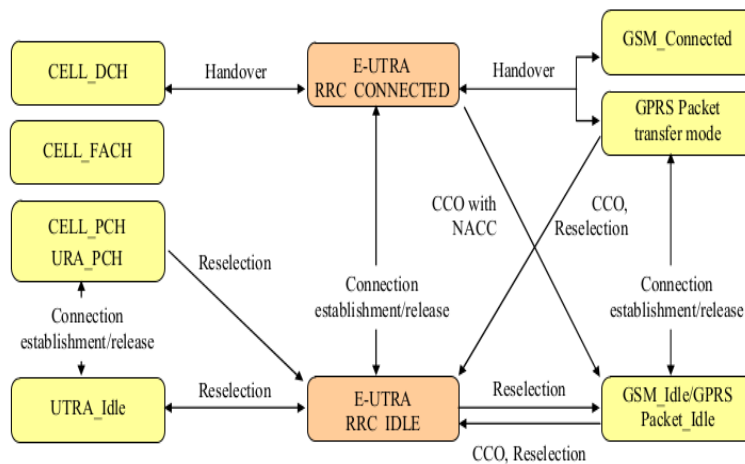 CELL_DCH
Handover
E-UTRA
RRC CONNECTED
Handover
GSM_Connected
GPRS Packet
transfer mode
CELL_FACH
CELL_PCH
URA_PCH
Reselection
CCO with
NACC
CCO,
Reselection
Connection
establishment/release
Connection
establishment/release
Connection
establishment/release
UTRA_Idle
Reselection
E-UTRA
RRC IDLE
Reselection
CCO, Reselection
GSM_Idle/GPRS
Packet_Idle